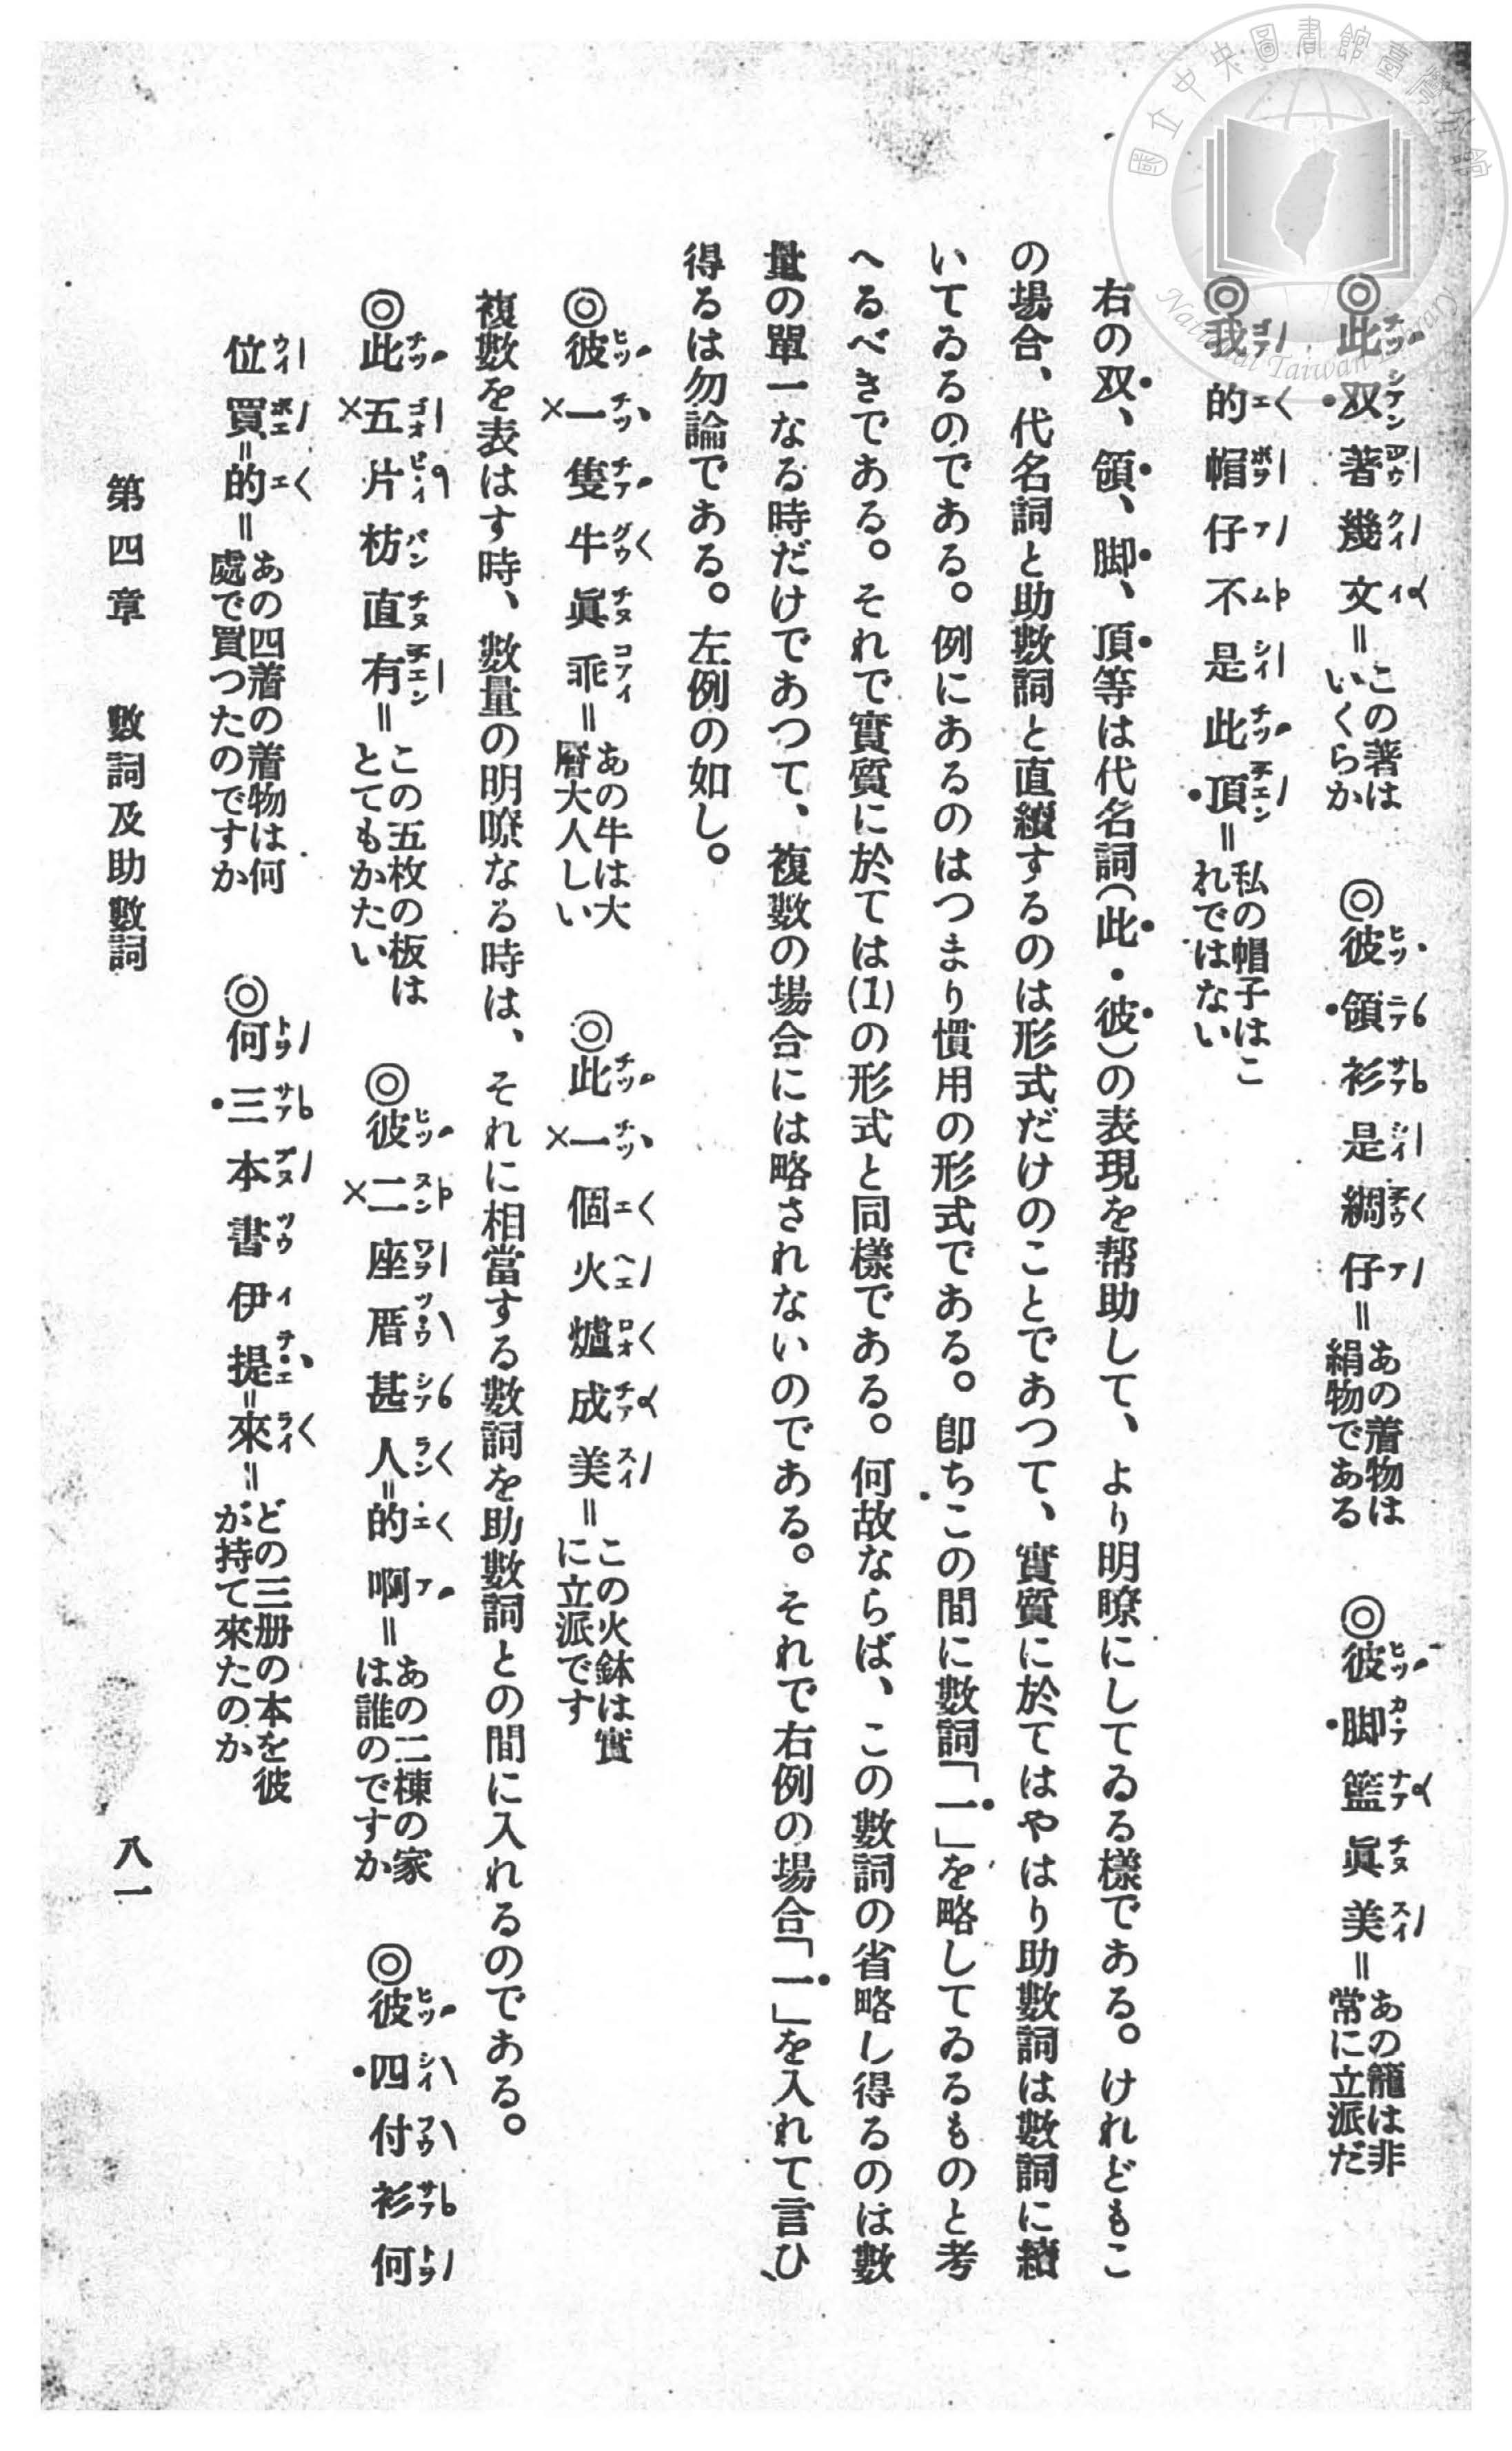 ◎此双著幾文=この著はいくらか ◎彼領衫是綢仔=あの着物は絹物である ◎彼脚籃眞美=あの籠は非常に立派だ
◎我的帽仔不是此頂=私の帽子はこれではない
右の双、領、脚、頂等は代名詞(此・彼)の表現を帮助して、より明瞭にしてゐる樣である。けれどもこ
の場合、代名詞と助數詞と直續するのは形式だけのことであつて、實質に於てはやはり助數詞は數詞に續
いてゐるのである。例にあるのはつまり慣用の形式である。卽ちこの間に數詞「一」を略してゐるものと考
へるべきである。それで實質に於ては(1)の形式と同樣である。何故ならば、この數詞の省略し得るのは數
量の單一なる時だけであつて、複數の場合には略されないのである。それで右例の場合「一」を入れて言ひ
得るは勿論である。左例の如し。
◎彼一隻牛眞乖=あの牛は大層大人しい ◎此一個火爐成美=この火鉢は實に立派です
複數を表はす時、數量の明瞭なる時は、それに相當する數詞を助數詞との間に入れるのである。
◎此五片枋直有=この五枚の板はとてもかたい ◎彼二座厝甚人=的啊=あの二棟の家は誰のですか ◎彼四付衫何
位買=的=あの四着の着物は何處で買つたのですか ◎何三本書伊提=來=どの三册の本を彼が持て來たのか
第四章 數詞及助數詞 八一
國立中央圖書館臺灣分館
National Taiwan Library